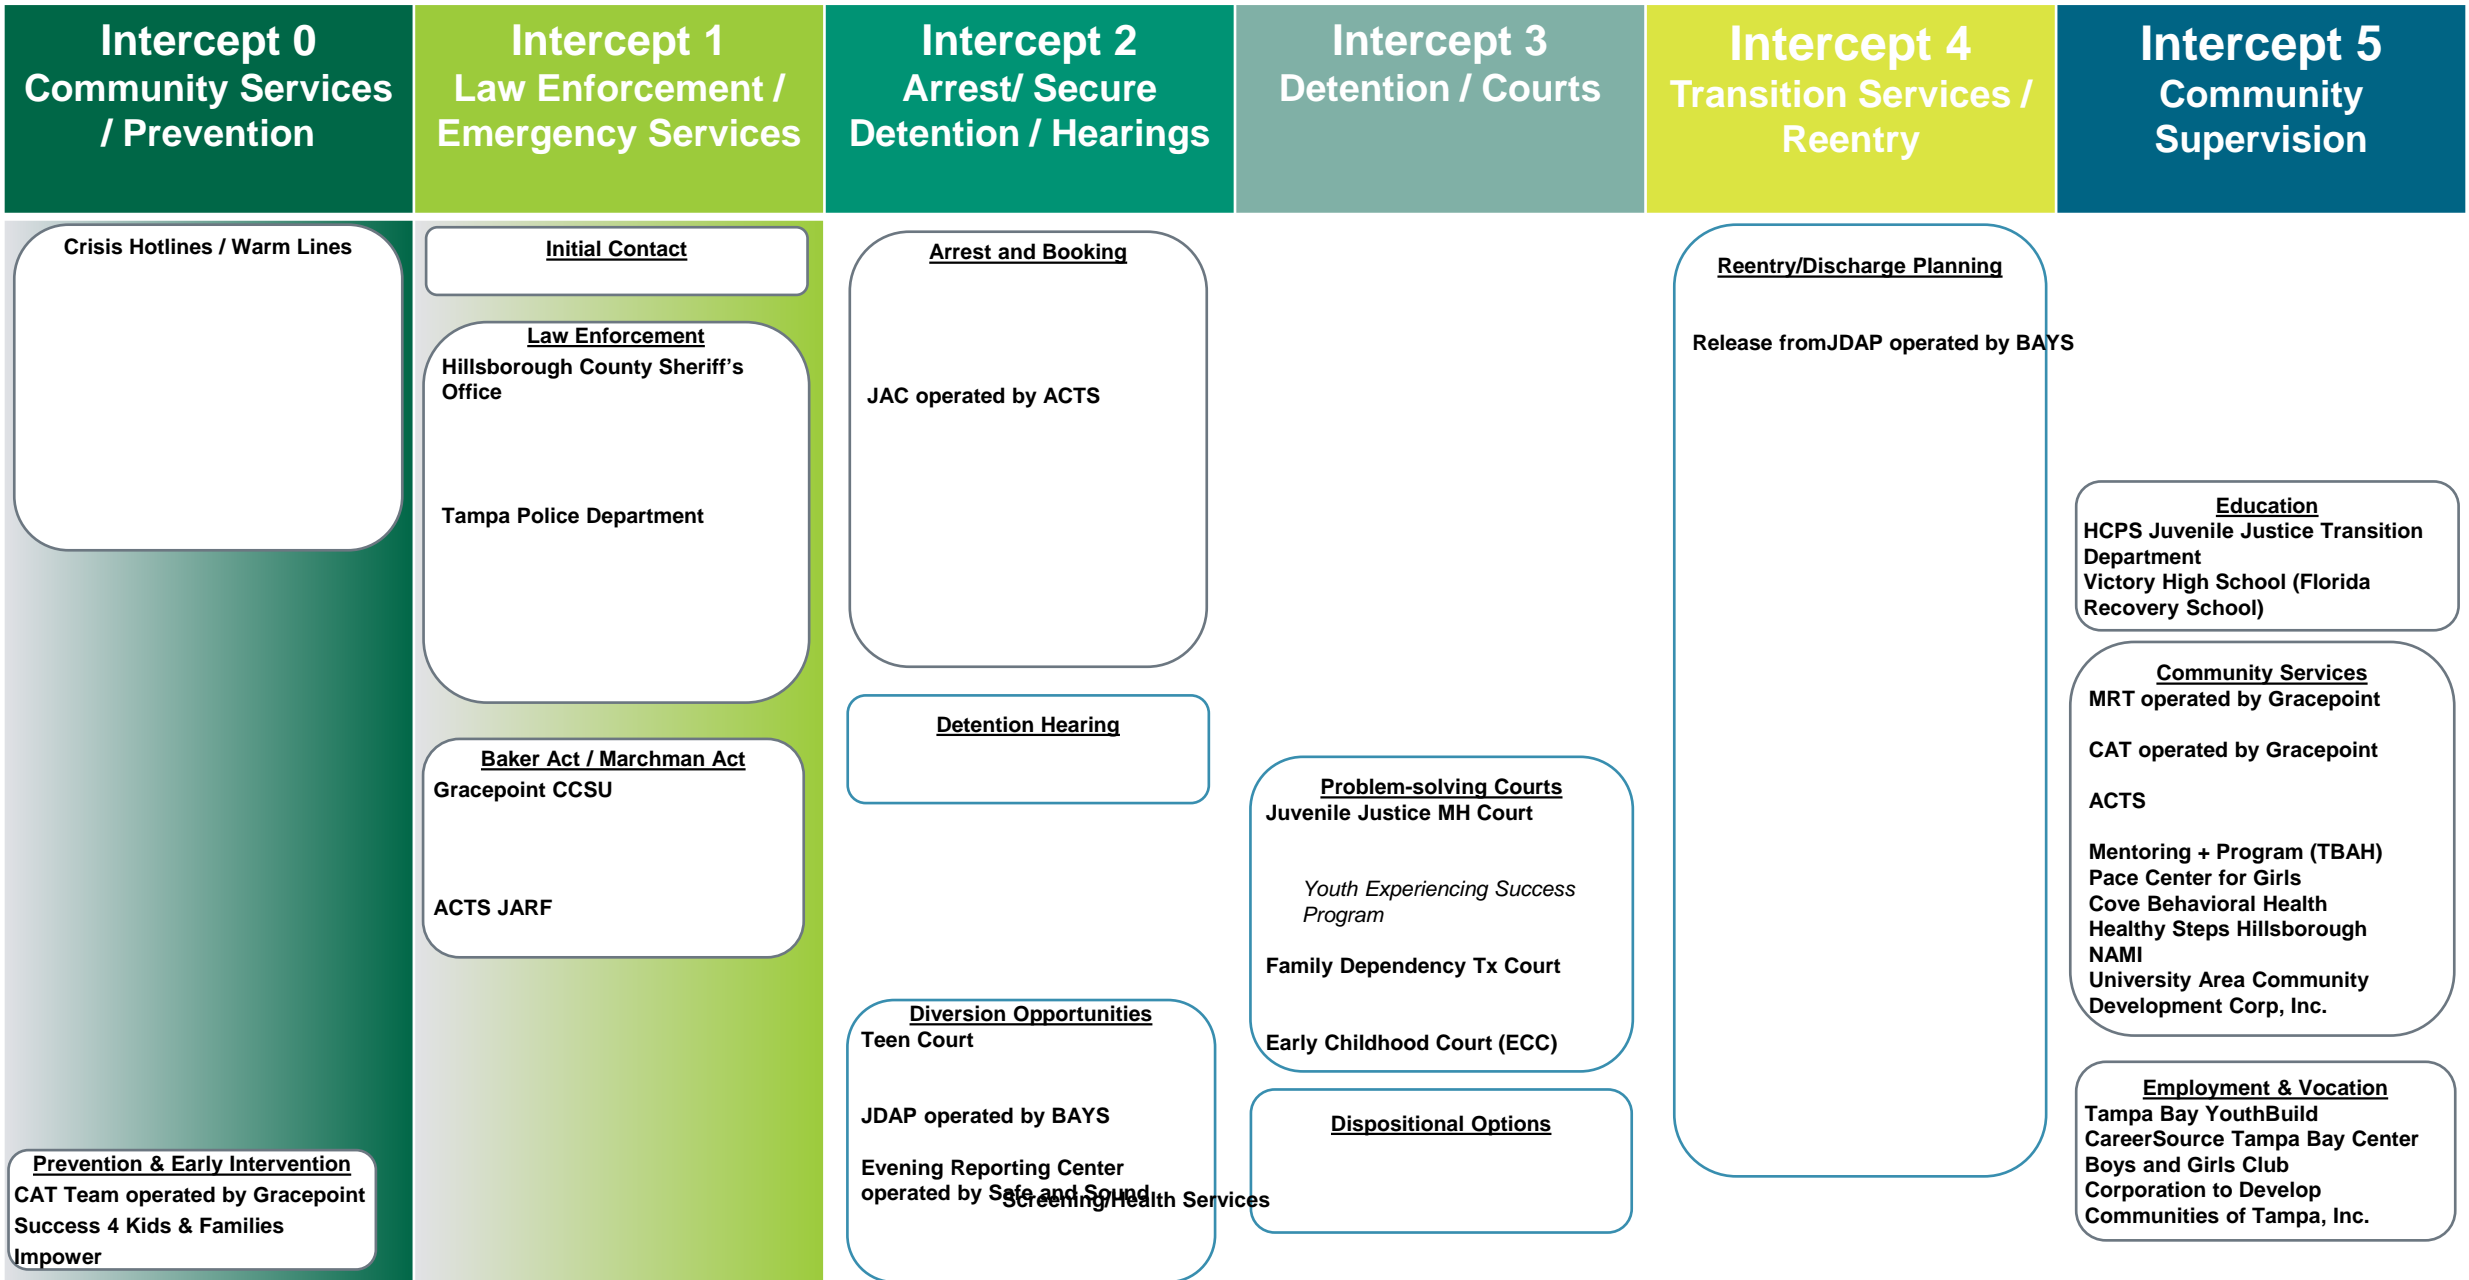 Intercept 0
Community Services
/ Prevention
Intercept 1
Law Enforcement /
Emergency Services
Intercept 2
Arrest/ Secure
Detention / Hearings
Intercept 3
Detention / Courts
Intercept 4
Transition Services /
Reentry
Intercept 5
Community
Supervision
Crisis Hotlines / Warm Lines
Prevention & Early Intervention
CAT Team operated by Gracepoint
Success 4 Kids & Families
Impower
Initial Contact
Law Enforcement
Hillsborough County Sheriff’s
Office
Tampa Police Department
Baker Act / Marchman Act
Gracepoint CCSU
ACTS JARF
Arrest and Booking
JAC operated by ACTS
Detention Hearing
Diversion Opportunities
Teen Court
JDAP operated by BAYS
Evening Reporting Center
operated by Safe and Sound
Screening/Health Services
Problem-solving Courts
Juvenile Justice MH Court
Youth Experiencing Success
Program
Family Dependency Tx Court
Early Childhood Court (ECC)
Dispositional Options
Reentry/Discharge Planning
Release fromJDAP operated by BAYS
Education
HCPS Juvenile Justice Transition
Department
Victory High School (Florida
Recovery School)
Community Services
MRT operated by Gracepoint
CAT operated by Gracepoint
ACTS
Mentoring + Program (TBAH)
Pace Center for Girls
Cove Behavioral Health
Healthy Steps Hillsborough
NAMI
University Area Community
Development Corp, Inc.
Employment & Vocation
Tampa Bay YouthBuild
CareerSource Tampa Bay Center
Boys and Girls Club
Corporation to Develop
Communities of Tampa, Inc.